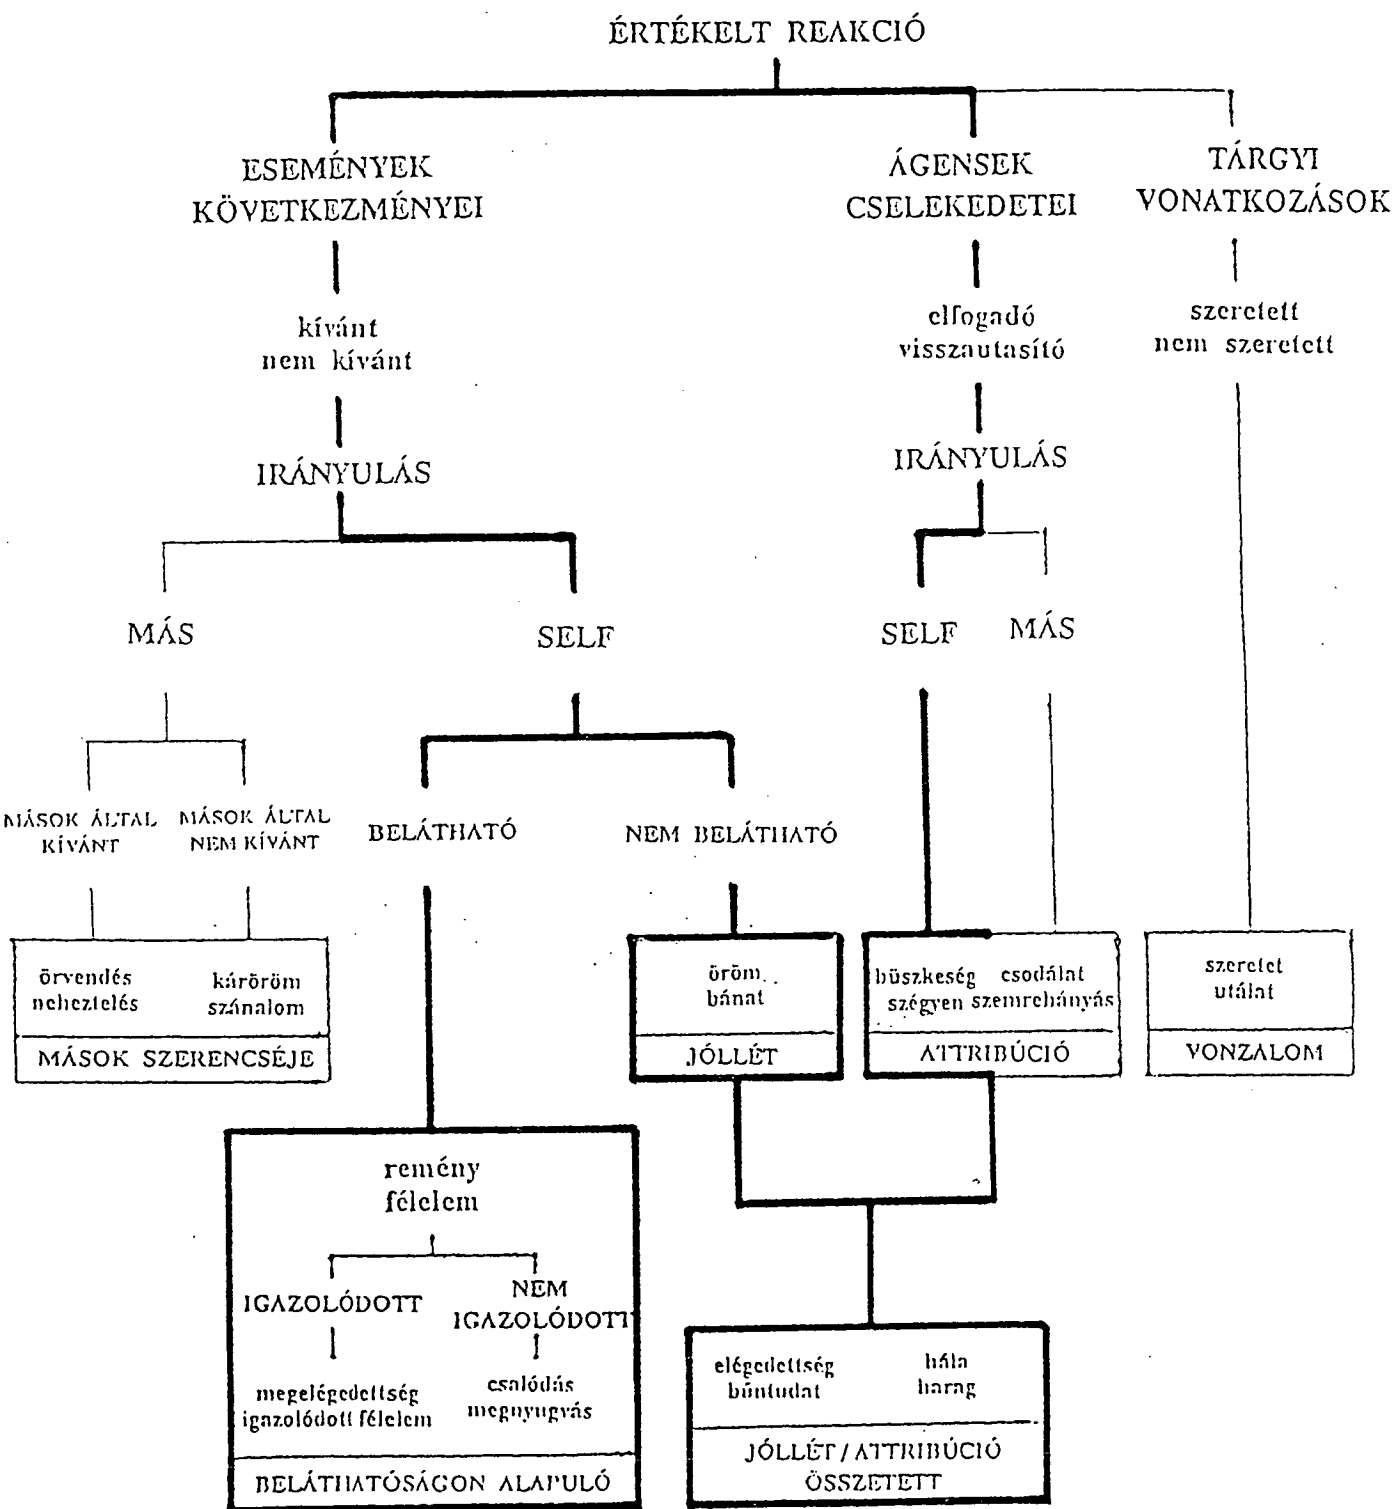 ÉRTÉKELT REAKCIÓ
ESEMÉNYEK
KÖVETKEZMÉNYEI
ÁGENSEK
CSELEKEDETEI
TÁRGYI
VONATKOZÁSOK
kívánt
nem kívánt
elfogadó
visszautasító
szeretett
nem szeretett
IRÁNYULÁS
IRÁNYULÁS
MÁS
SELF
SELF
MÁS
MÁSOK ÁLTAL
KÍVÁNT
MÁSOK ÁLTAL
NEM KÍVÁNT
BELÁTHATÓ
NEM BELÁTHATÓ
örvendés
neheztelés
káröröm
szánalom
MÁSOK SZERENCSÉJE
öröm
bánat
JÓLLÉT
büszkeség
szégyen
csodálat
szemrehányás
ATTRIBÚCIÓ
szeretet
utálat
VONZALOM
remény
félelem
IGAZOLÓDOTT
NEM
IGAZOLÓDOTT
megelégedettség
igazolódott félelem
csalódás
megnyugvás
BELÁTHATÓSÁGON ALAPULÓ
elégedettség
bűntudat
hála
harag
JÓLLÉT/ATTRIBÚCIÓ
ÖSSZETETT